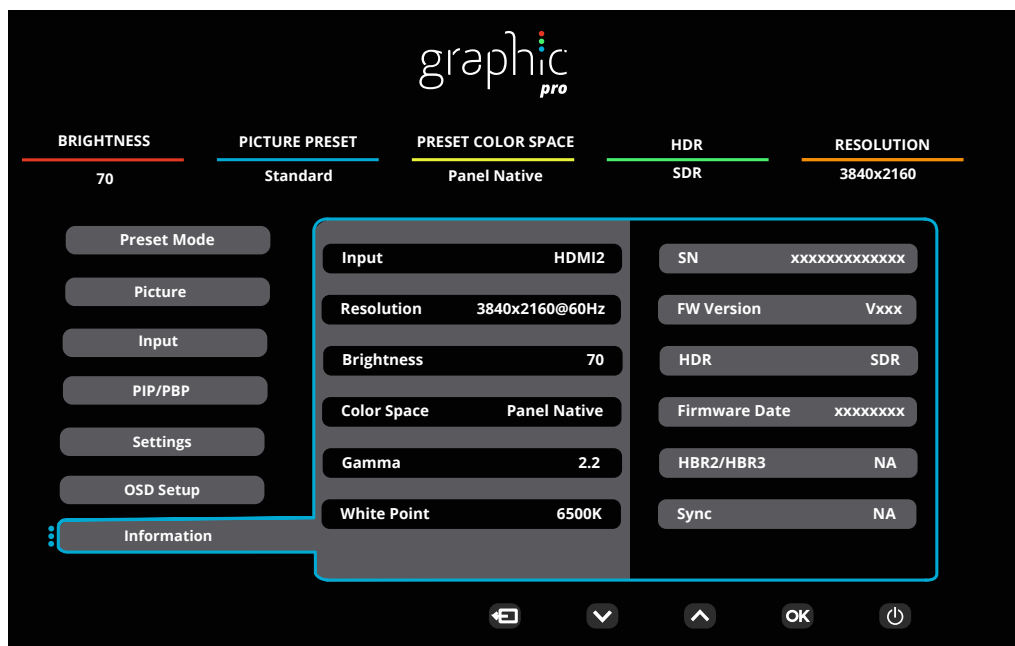 graphic
pro
BRIGHTNESS PICTURE PRESET PRESET COLOR SPACE HDR RESOLUTION
70 Standard Panel Native SDR 3840x2160
Preset Mode
Picture
Input
PIP/PBP
Settings
OSD Setup
Information
Input HDMI2
Resolution 3840x2160@60Hz
Brightness 70
Color Space Panel Native
Gamma 2.2
White Point 6500K
SN xxxxxxxxxxxxx
FW Version Vxxx
HDR SDR
Firmware Date xxxxxxxx
HBR2/HBR3 NA
Sync NA
OK